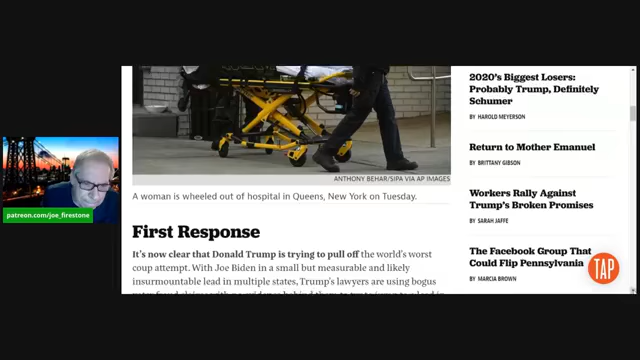 2020's Biggest Losers:
Probably Trump, Definitely
Schumer
BY HAROLD MEYERSON
Return to Mother Emanuel
BY BRITTANY GIBSON
Workers Rally Against
Trump's Broken Promises
BY SARAH JAFFE
The Facebook Group That
Could Flip Pennsylvania
BY MARCIA BROWN
TAP
ANTHONY BEHAR/SIPA VIA AP IMAGES
A woman is wheeled out of hospital in Queens, New York on Tuesday.
First Response
It's now clear that Donald Trump is trying to pull off the world's worst
coup attempt. With Joe Biden in a small but measurable and likely
insurmountable lead in multiple states, Trump's lawyers are using bogus
patreon.com/joe_firestone